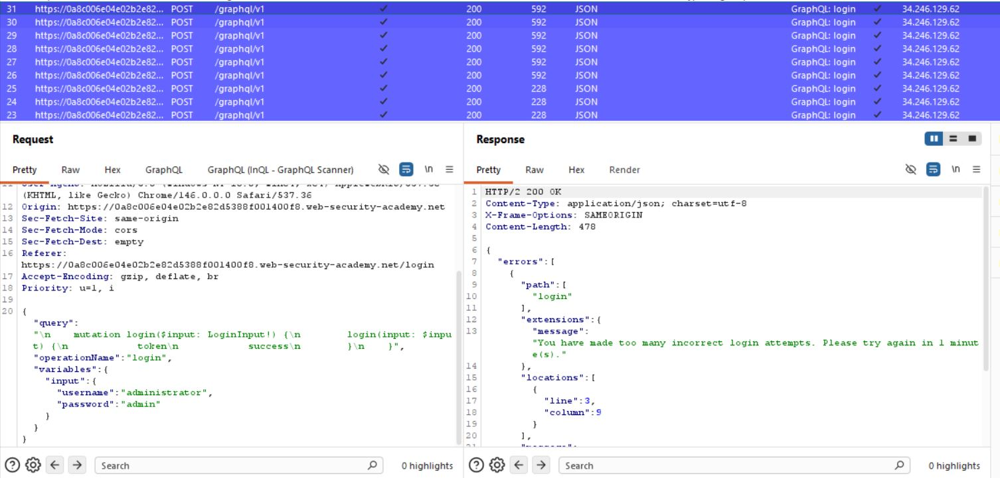 31 https://0a8c006e04e02b2e82... POST /graphql/v1 ✓ 200 592 JSON GraphQL: login ✓ 34.246.129.62
30 https://0a8c006e04e02b2e82... POST /graphql/v1 ✓ 200 592 JSON GraphQL: login ✓ 34.246.129.62
29 https://0a8c006e04e02b2e82... POST /graphql/v1 ✓ 200 592 JSON GraphQL: login ✓ 34.246.129.62
28 https://0a8c006e04e02b2e82... POST /graphql/v1 ✓ 200 592 JSON GraphQL: login ✓ 34.246.129.62
27 https://0a8c006e04e02b2e82... POST /graphql/v1 ✓ 200 592 JSON GraphQL: login ✓ 34.246.129.62
26 https://0a8c006e04e02b2e82... POST /graphql/v1 ✓ 200 592 JSON GraphQL: login ✓ 34.246.129.62
25 https://0a8c006e04e02b2e82... POST /graphql/v1 ✓ 200 228 JSON GraphQL: login ✓ 34.246.129.62
24 https://0a8c006e04e02b2e82... POST /graphql/v1 ✓ 200 228 JSON GraphQL: login ✓ 34.246.129.62
23 https://0a8c006e04e02b2e82... POST /graphql/v1 ✓ 200 228 JSON GraphQL: login ✓ 34.246.129.62
Request
Pretty Raw Hex GraphQL GraphQL (InQL - GraphQL Scanner) \n
(KHTML, like Gecko) Chrome/146.0.0.0 Safari/537.36
12 Origin: https://0a8c006e04e02b2e82d5388f001400f8.web-security-academy.net
13 Sec-Fetch-Site: same-origin
14 Sec-Fetch-Mode: cors
15 Sec-Fetch-Dest: empty
16 Referer:
https://0a8c006e04e02b2e82d5388f001400f8.web-security-academy.net/login
17 Accept-Encoding: gzip, deflate, br
18 Priority: u=1, i
19
20 {
"query":
"\n    mutation login($input: LoginInput!) {\n        login(input: $inpu
t) {\n            token\n            success\n        }\n    }",
"operationName":"login",
"variables":{
"input":{
"username":"administrator",
"password":"admin"
}
}
}
Search 0 highlights
Response
Pretty Raw Hex Render \n
1 HTTP/2 200 OK
2 Content-Type: application/json; charset=utf-8
3 X-Frame-Options: SAMEORIGIN
4 Content-Length: 478
5
6 {
7 "errors":[
8 {
9 "path":[
10 "login"
11 ],
12 "extensions":{
13 "message":
"You have made too many incorrect login attempts. Please try again in 1 minut
e(s)."
14 },
15 "locations":[
16 {
17 "line":3,
18 "column":9
19 }
20 ],
Search 0 highlights